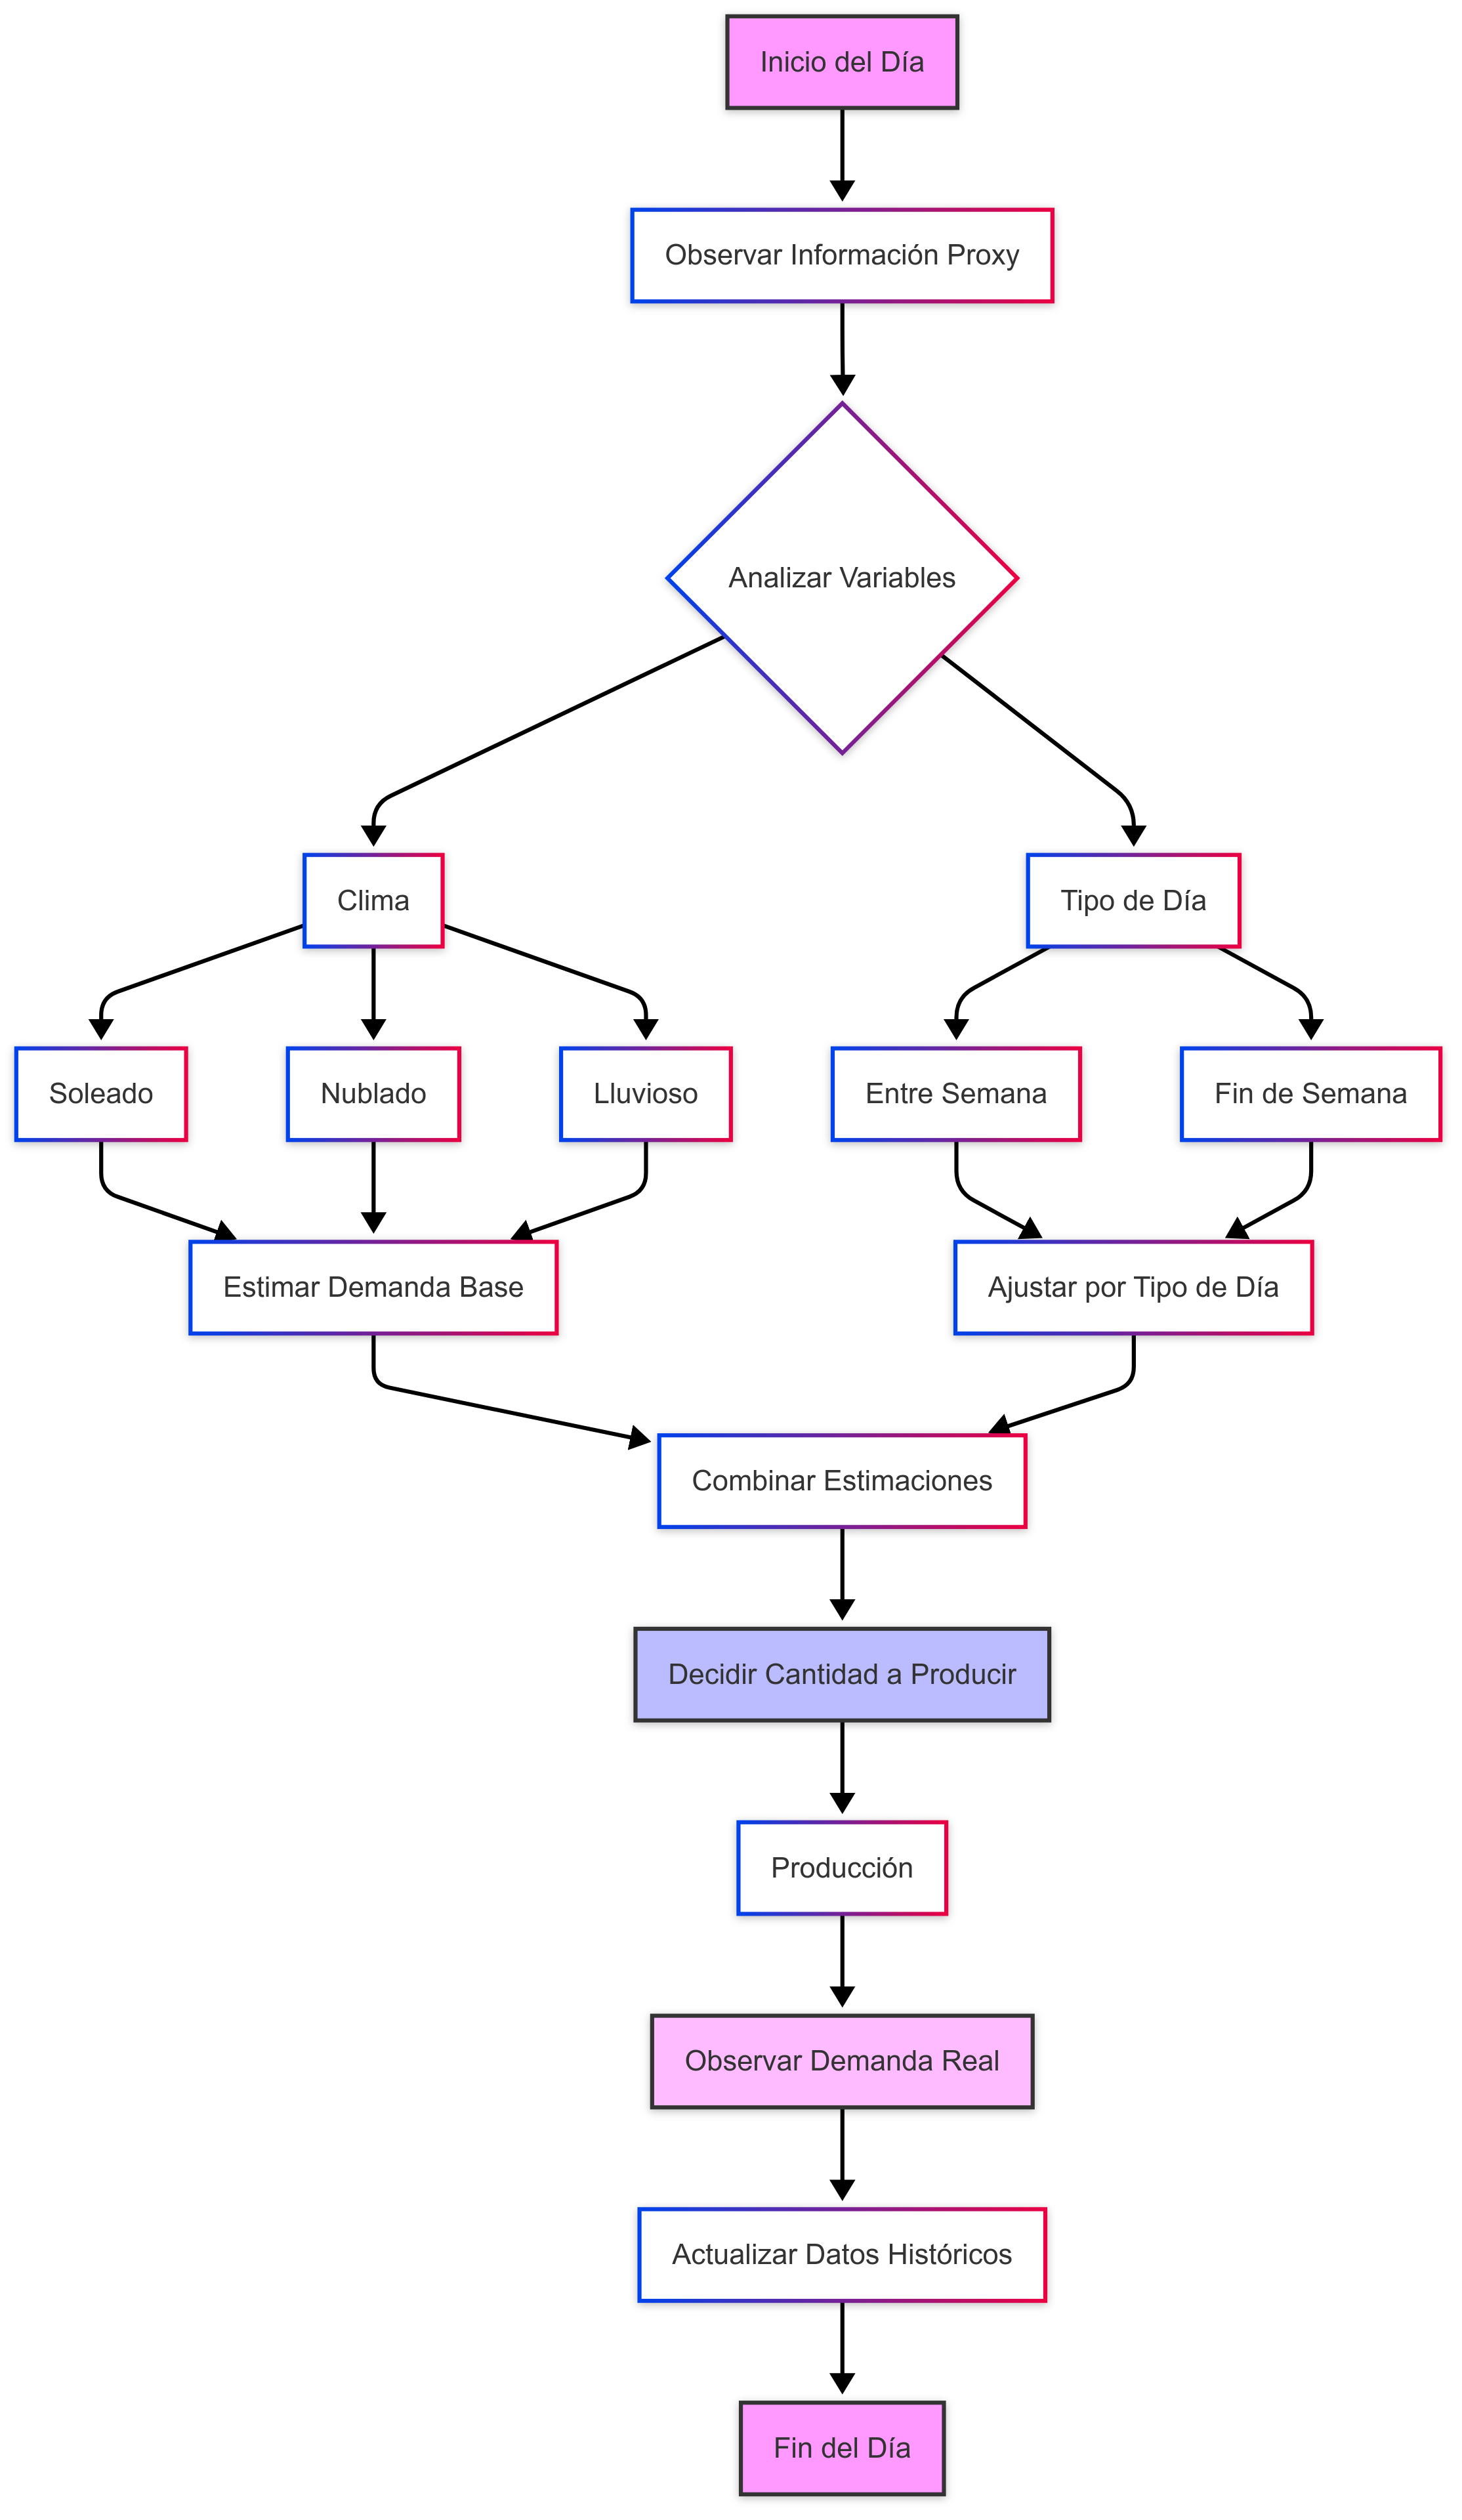 Inicio del Día
Observar Información Proxy
Analizar Variables
Clima
Tipo de Día
Soleado
Nublado
Lluvioso
Entre Semana
Fin de Semana
Estimar Demanda Base
Ajustar por Tipo de Día
Combinar Estimaciones
Decidir Cantidad a Producir
Producción
Observar Demanda Real
Actualizar Datos Históricos
Fin del Día